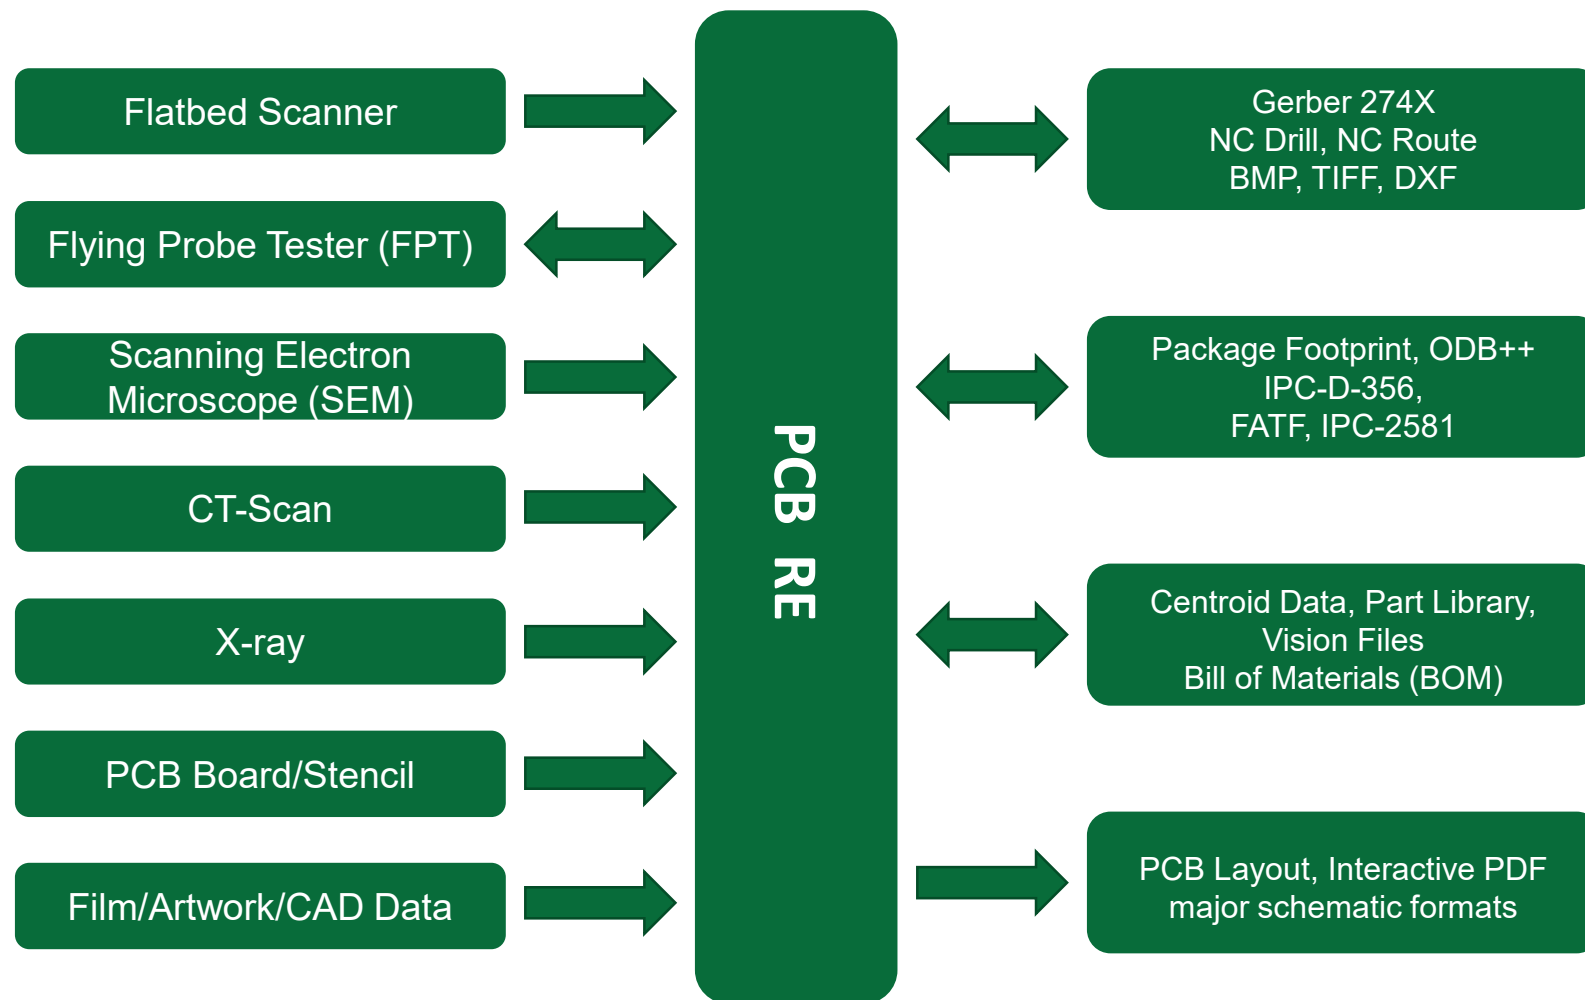 Flatbed Scanner
Flying Probe Tester (FPT)
Scanning Electron
Microscope (SEM)
CT-Scan
X-ray
PCB Board/Stencil
Film/Artwork/CAD Data
PCB RE
Gerber 274X
NC Drill, NC Route
BMP, TIFF, DXF
Package Footprint, ODB++
IPC-D-356,
FATF, IPC-2581
Centroid Data, Part Library,
Vision Files
Bill of Materials (BOM)
PCB Layout, Interactive PDF
major schematic formats